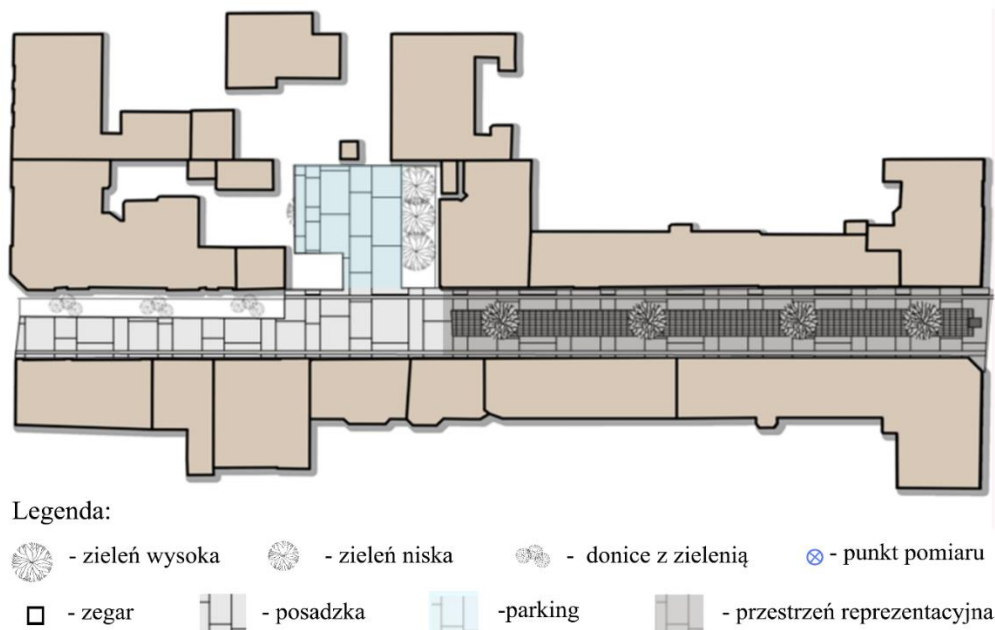 Legenda:
- zieleń wysoka - zieleń niska - donice z zielenią - punkt pomiaru
- zegar - posadzka -parking - przestrzeń reprezentacyjna